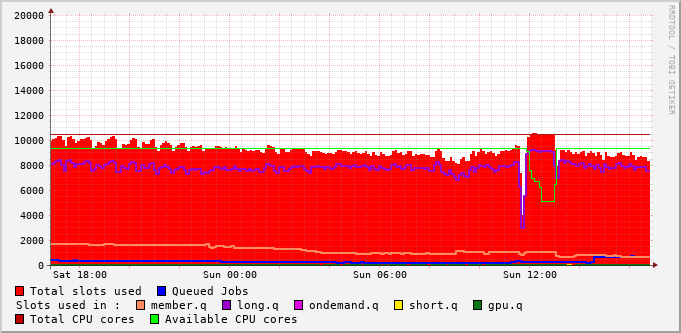 20000
18000
16000
14000
12000
10000
8000
6000
4000
2000
0
Sat 18:00 Sun 00:00 Sun 06:00 Sun 12:00
Total slots used Queued Jobs
Slots used in : member.q long.q ondemand.q short.q gpu.q
Total CPU cores Available CPU cores
RRDTOOL / TOBI OETIKER